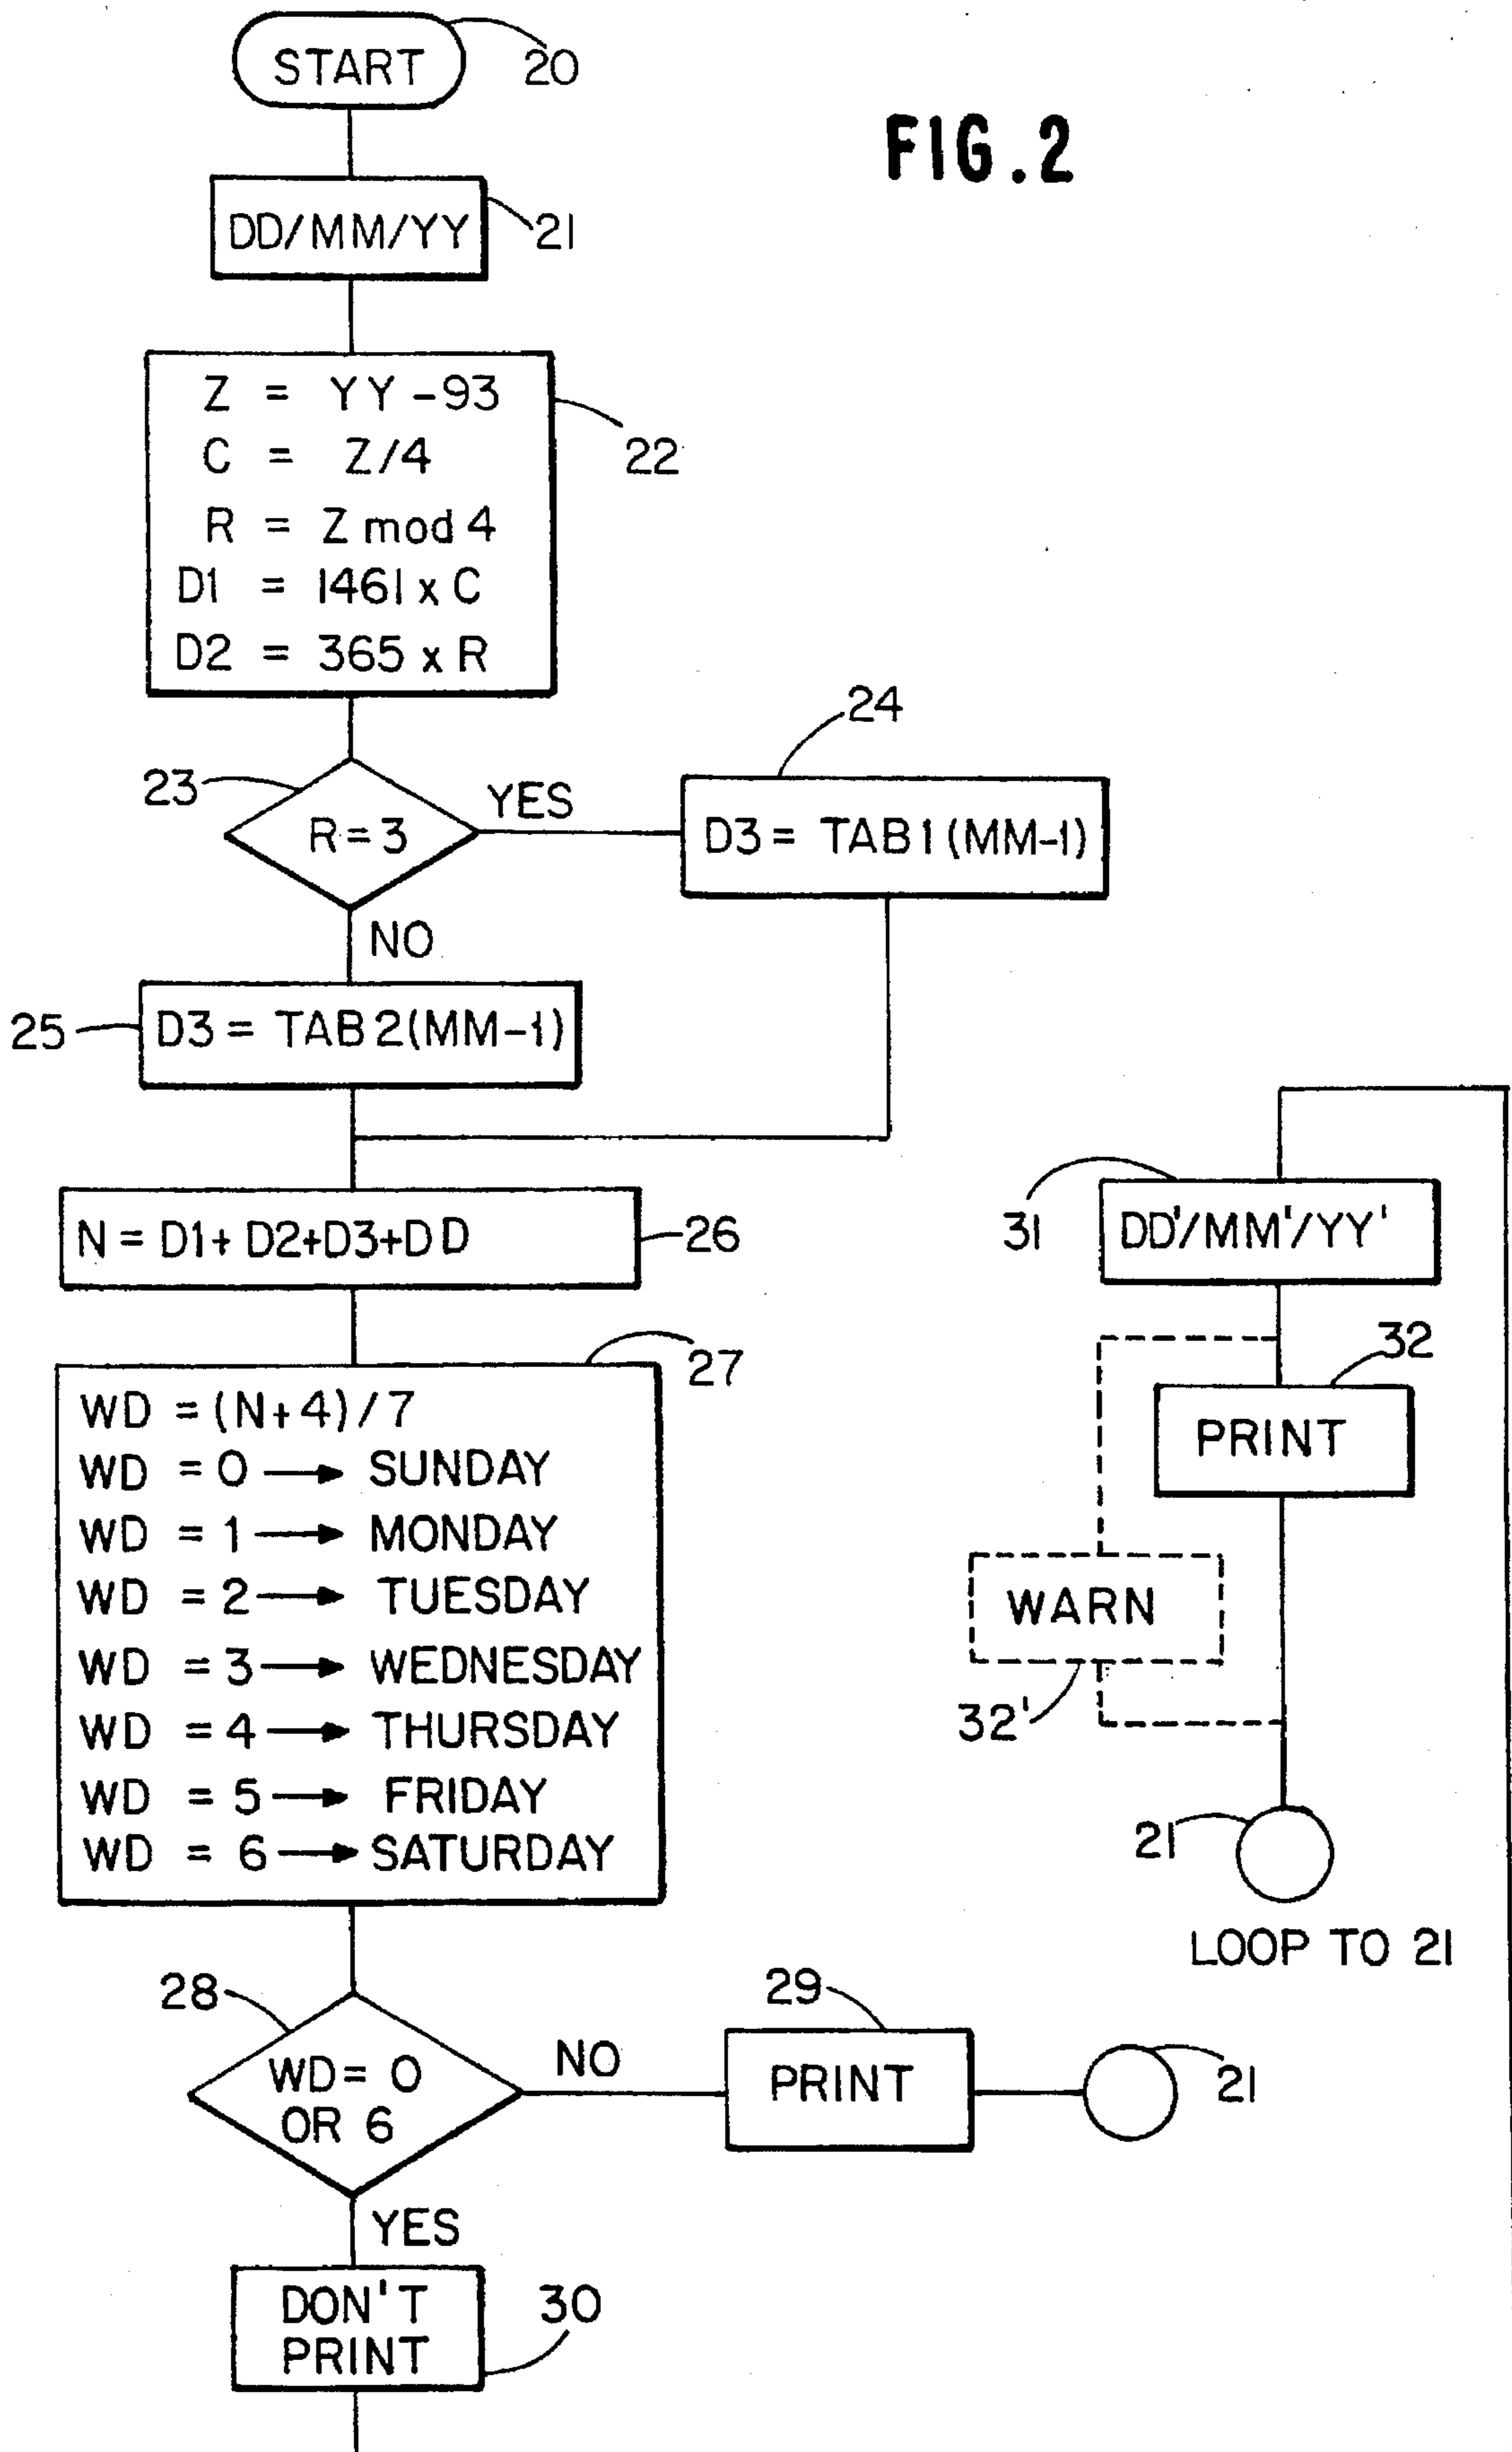 START
20
FIG.2
DD/MM/YY
21
Z = YY-93
C = Z/4
R = Z mod 4
D1 = 1461 x C
D2 = 365 x R
22
23
R=3
YES
24
D3 = TAB1(MM-1)
NO
25
D3 = TAB2(MM-1)
N = D1+D2+D3+DD
26
27
WD = (N+4)/7
WD = 0 → SUNDAY
WD = 1 → MONDAY
WD = 2 → TUESDAY
WD = 3 → WEDNESDAY
WD = 4 → THURSDAY
WD = 5 → FRIDAY
WD = 6 → SATURDAY
28
WD= 0
OR 6
NO
29
PRINT
21
YES
DON'T
PRINT
30
31
DD'/MM'/YY'
32
PRINT
WARN
32'
21
LOOP TO 21